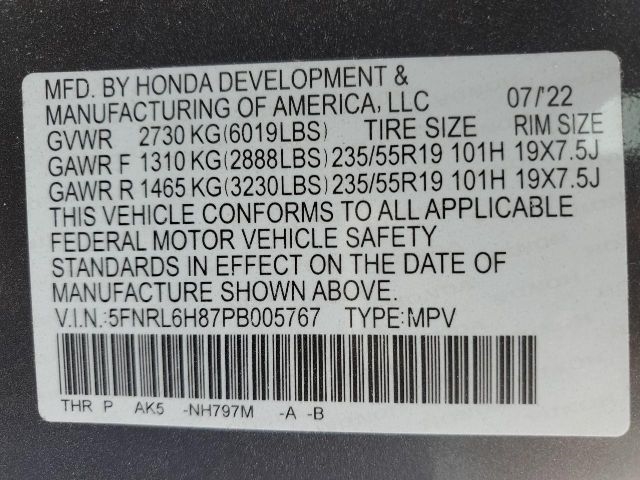 MFD. BY HONDA DEVELOPMENT &
MANUFACTURING OF AMERICA, LLC 07/'22
GVWR 2730 KG(6019LBS) TIRE SIZE RIM SIZE
GAWR F 1310 KG(2888LBS) 235/55R19 101H 19X7.5J
GAWR R 1465 KG(3230LBS) 235/55R19 101H 19X7.5J
THIS VEHICLE CONFORMS TO ALL APPLICABLE
FEDERAL MOTOR VEHICLE SAFETY
STANDARDS IN EFFECT ON THE DATE OF
MANUFACTURE SHOWN ABOVE.
V.I.N.:5FNRL6H87PB005767 TYPE:MPV
THR P AK5 -NH797M -A -B